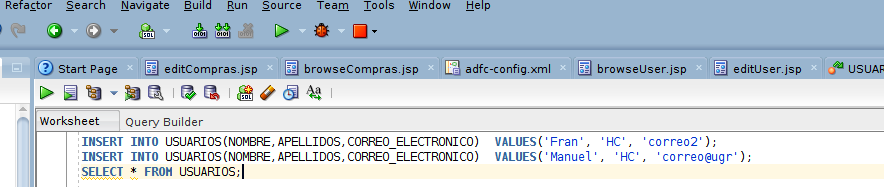 Refactor Search Navigate Build Run Source Team Tools Window Help
Start Page editCompras.jsp browseCompras.jsp adfc-config.xml browseUser.jsp editUser.jsp USUAR
Worksheet Query Builder
INSERT INTO USUARIOS(NOMBRE,APELLIDOS,CORREO_ELECTRONICO) VALUES('Fran', 'HC', 'correo2');
INSERT INTO USUARIOS(NOMBRE,APELLIDOS,CORREO_ELECTRONICO) VALUES('Manuel', 'HC', 'correo@ugr');
SELECT * FROM USUARIOS;